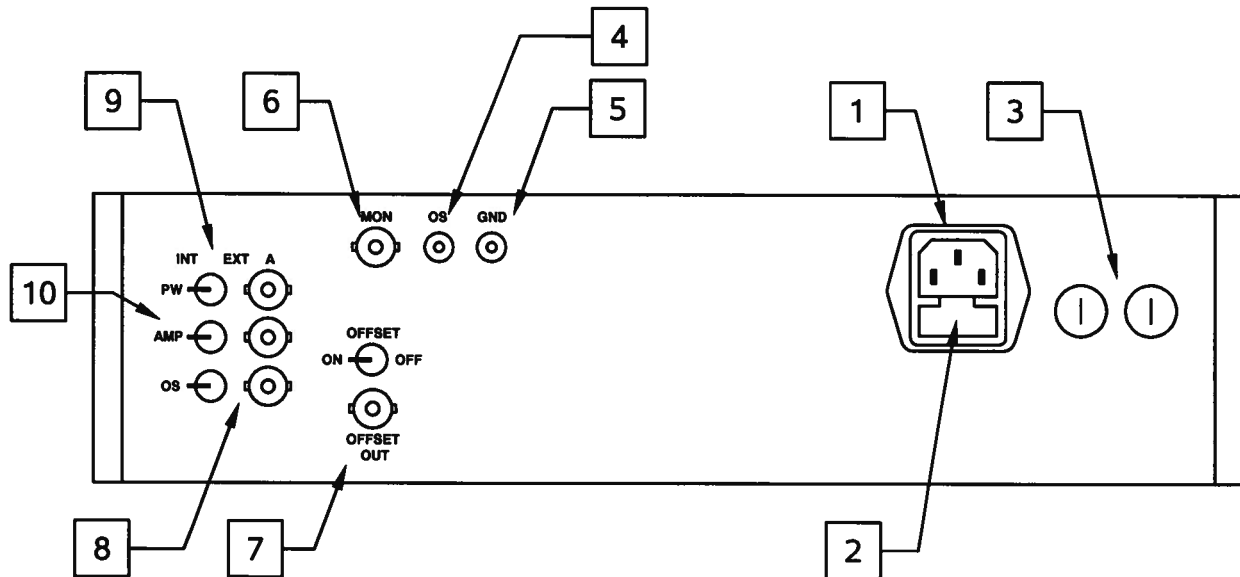 4
9
6
5
1
3
MON
OS
GND
INT EXT A
10
PW
AMP
OFFSET
ON OFF
OS
OFFSET
OUT
8
7
2